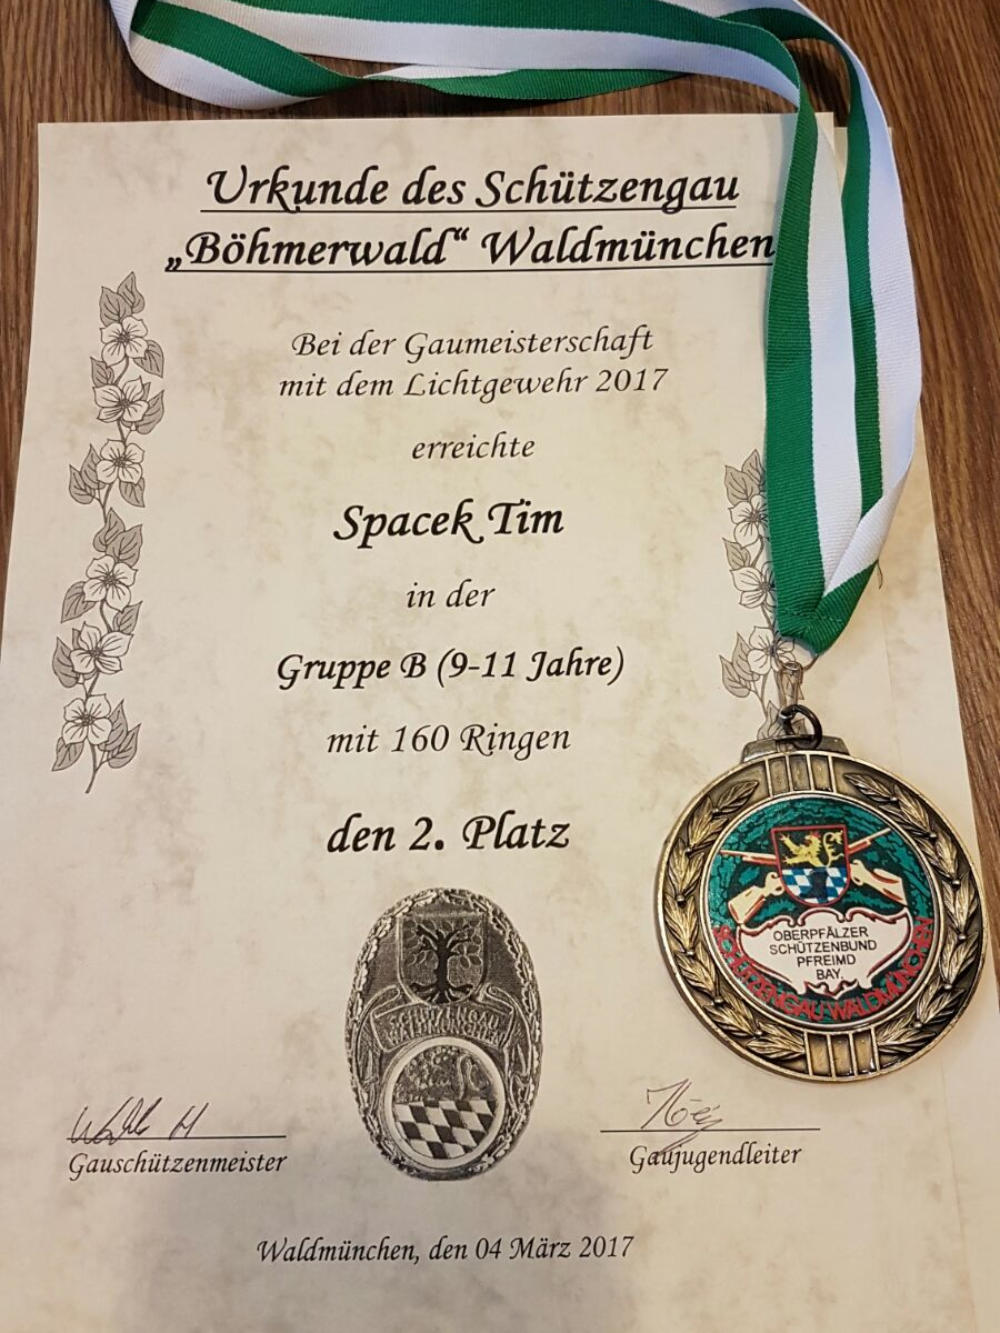 Urkunde des Schützengau
„Böhmerwald“ Waldmünchen
Bei der Gaumeisterschaft
mit dem Lichtgewehr 2017
erreichte
Spacek Tim
in der
Gruppe B (9-11 Jahre)
mit 160 Ringen
den 2. Platz
OBERPFÄLZER
SCHÜTZENBUND
PFREIMD
BAY.
SCHÜTZENGAU WALDMÜNCHEN
SCHÜTZENGAU
WALDMÜNCHEN
Gauschützenmeister
Gaujugendleiter
Waldmünchen, den 04 März 2017